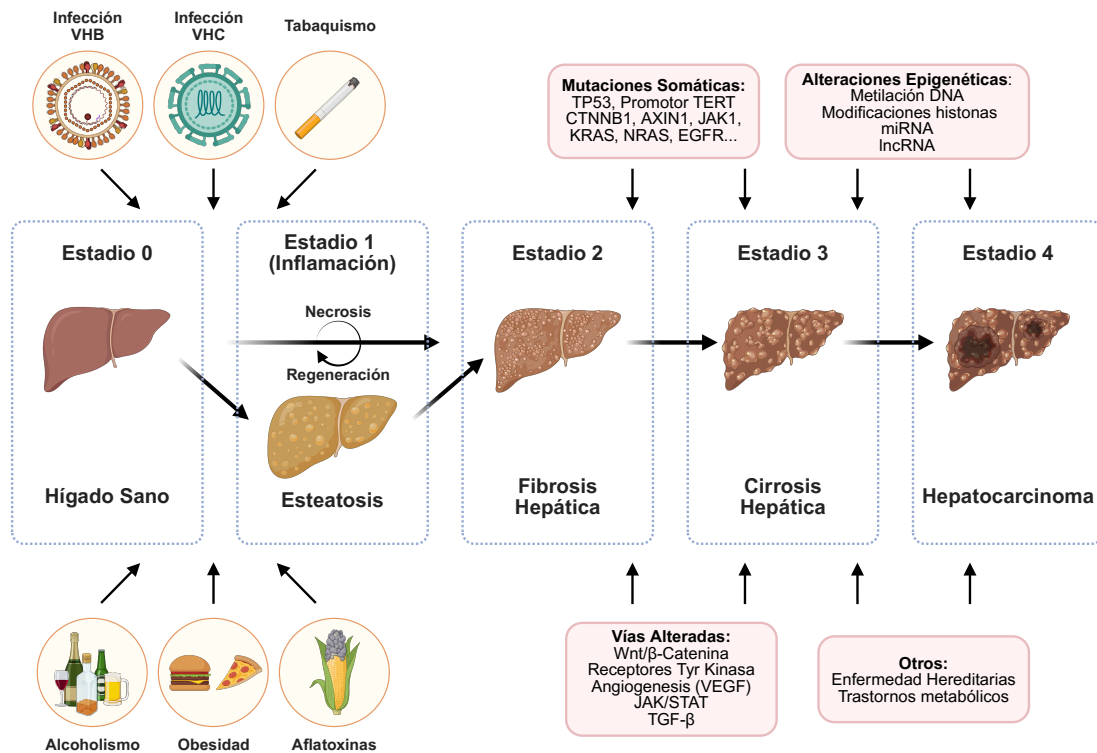 Infección
VHB
Infección
VHC
Tabaquismo
Mutaciones Somáticas:
TP53, Promotor TERT
CTNNB1, AXIN1, JAK1,
KRAS, NRAS, EGFR...
Alteraciones Epigenéticas:
Metilación DNA
Modificaciones histonas
miRNA
lncRNA
Estadio 0
Hígado Sano
Estadio 1
(Inflamación)
Necrosis
Regeneración
Esteatosis
Estadio 2
Fibrosis
Hepática
Estadio 3
Cirrosis
Hepática
Estadio 4
Hepatocarcinoma
Alcoholismo
Obesidad
Aflatoxinas
Vías Alteradas:
Wnt/β-Catenina
Receptores Tyr Kinasa
Angiogenesis (VEGF)
JAK/STAT
TGF-β
Otros:
Enfermedad Hereditarias
Trastornos metabólicos